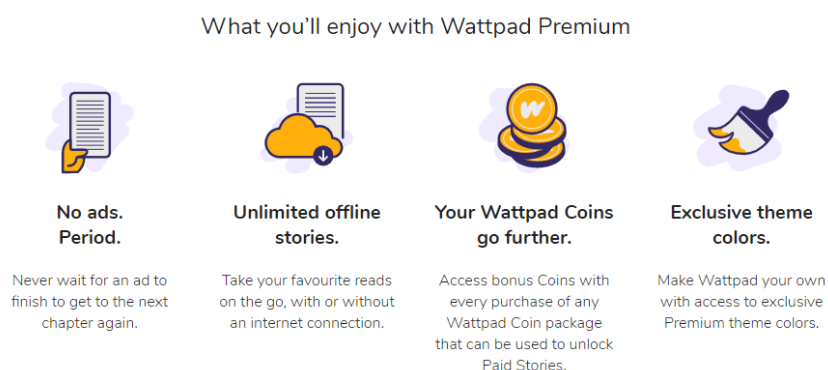 What you’ll enjoy with Wattpad Premium
No ads.
Period.
Never wait for an ad to
finish to get to the next
chapter again.
Unlimited offline
stories.
Take your favourite reads
on the go, with or without
an internet connection.
W
Your Wattpad Coins
go further.
Access bonus Coins with
every purchase of any
Wattpad Coin package
that can be used to unlock
Paid Stories.
Exclusive theme
colors.
Make Wattpad your own
with access to exclusive
Premium theme colors.